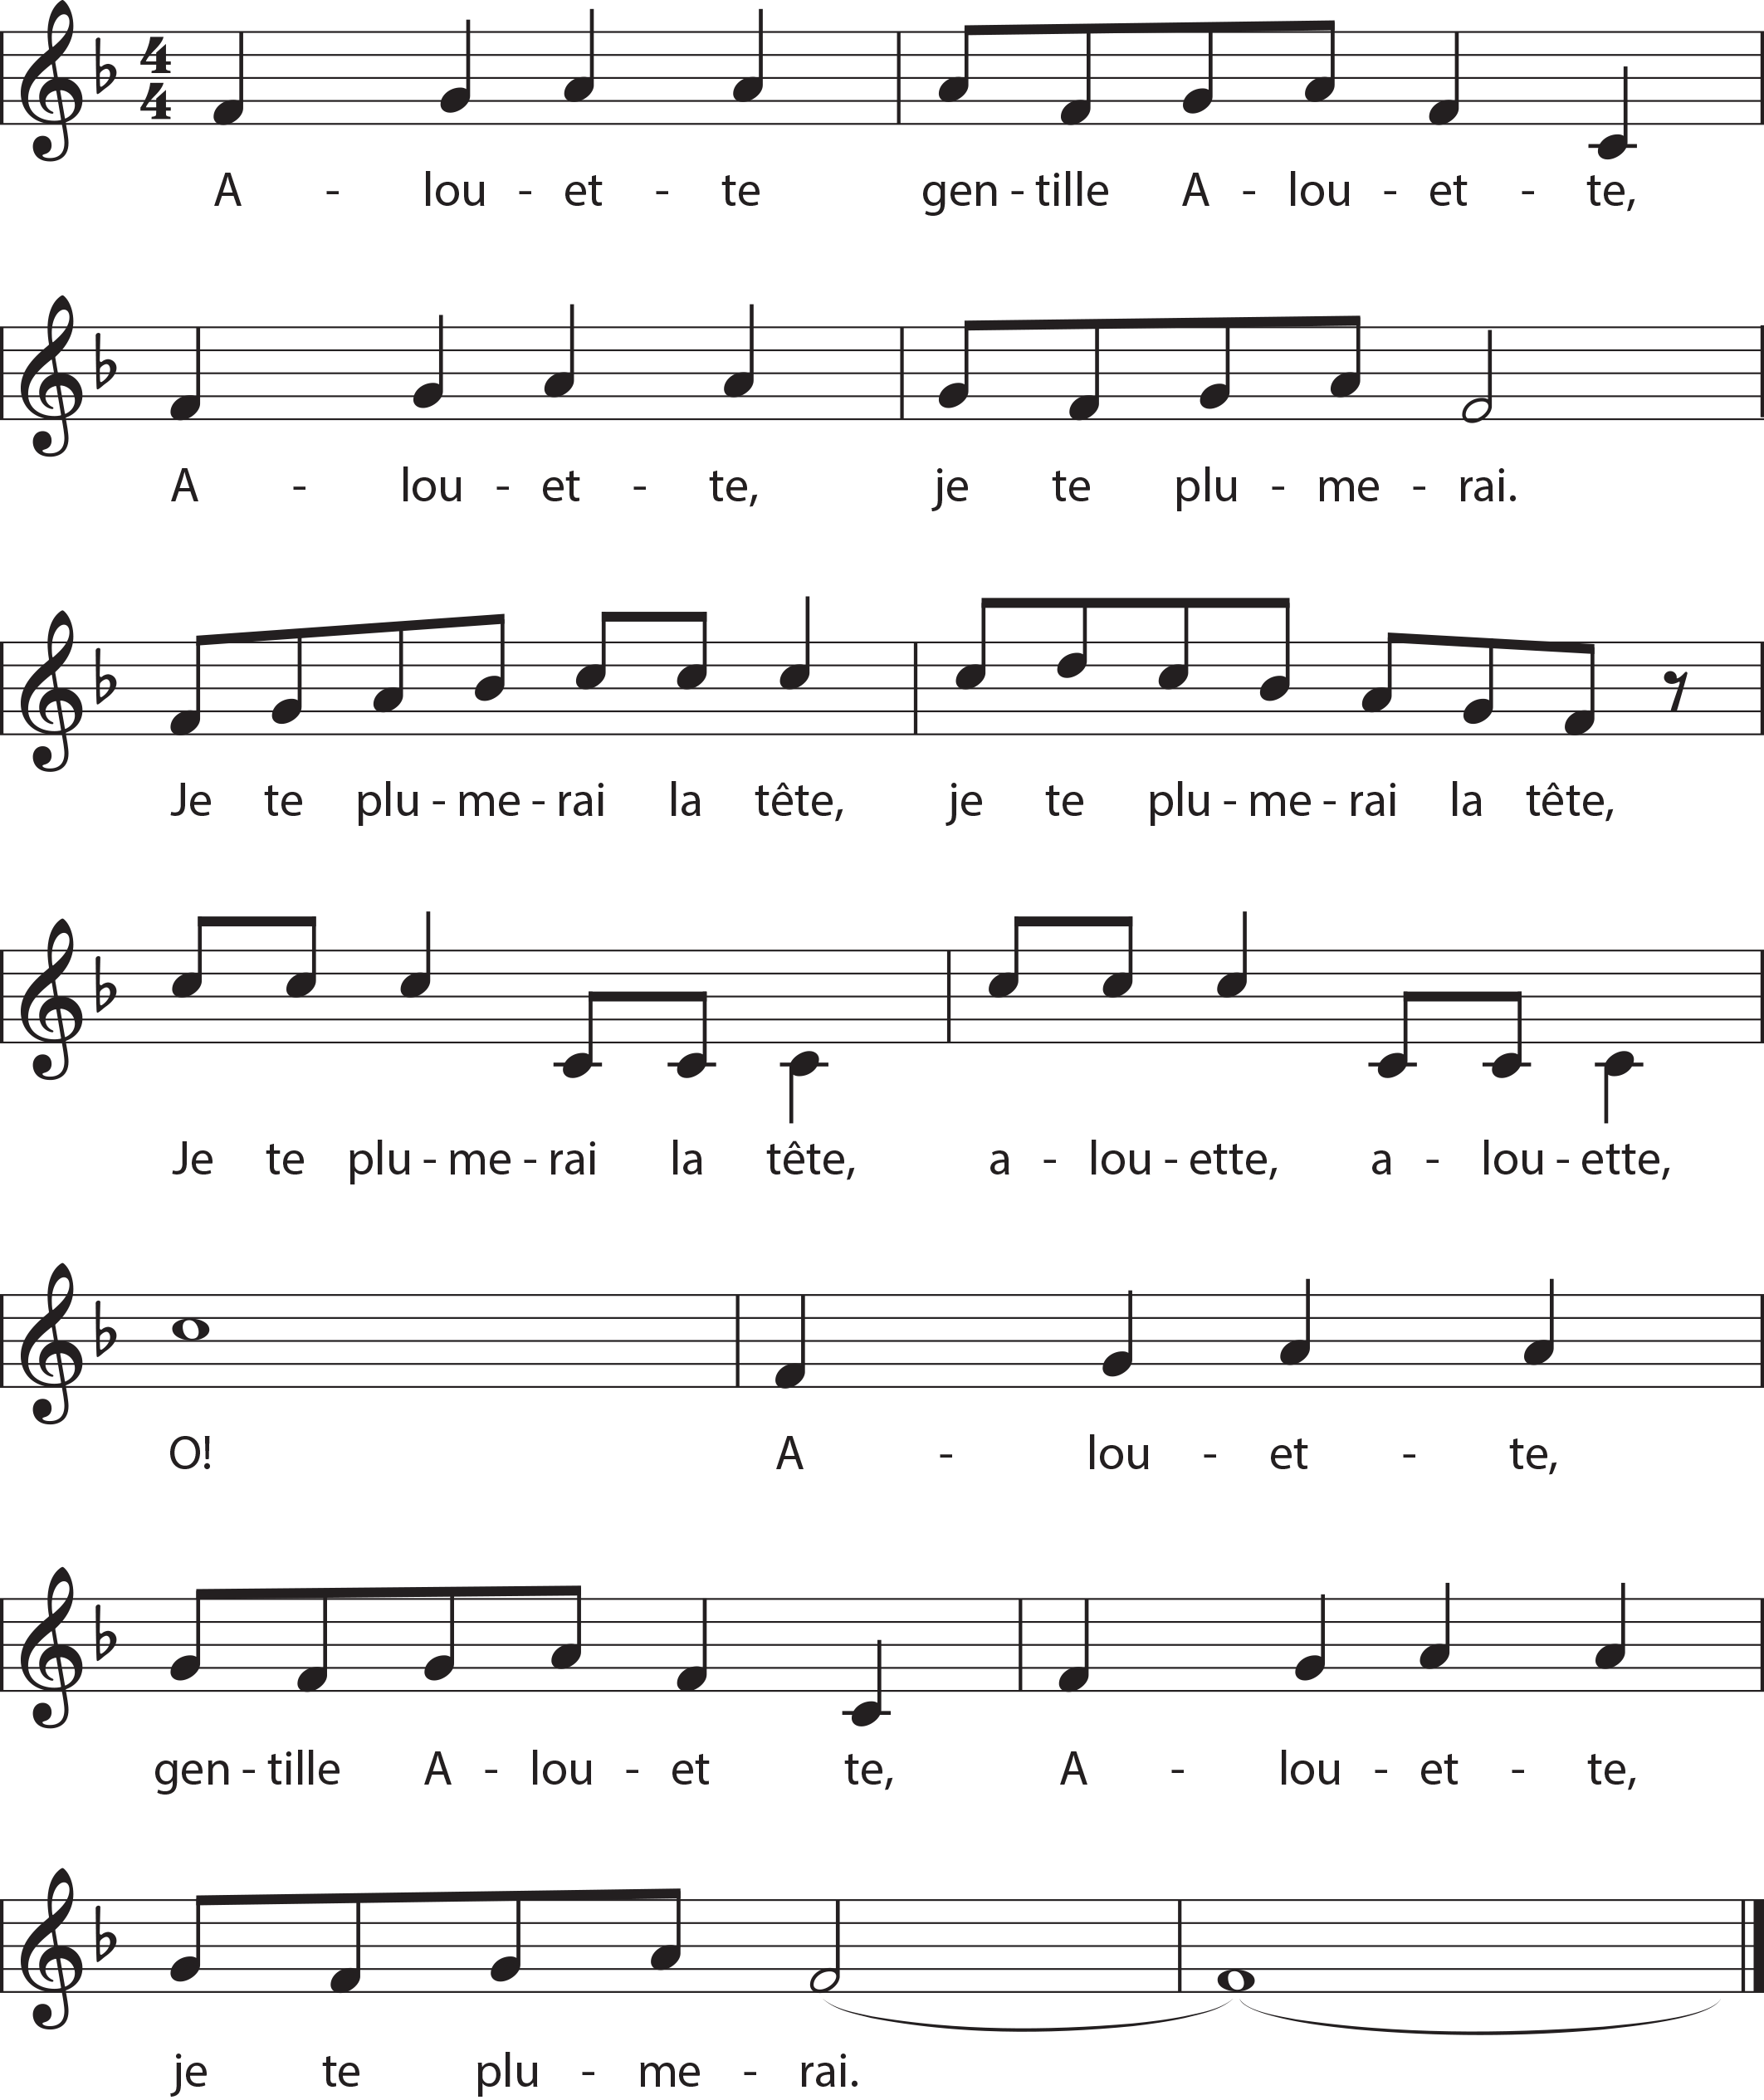 A - lou - et - te gen - tille A - lou - et - te,
A - lou - et - te, je te plu - me - rai.
Je te plu - me - rai la tête, je te plu - me - rai la tête,
Je te plu - me - rai la tête, a - lou - ette, a - lou - ette,
O! A - lou - et - te,
gen - tille A - lou - et te, A - lou - et - te,
je te plu - me - rai.